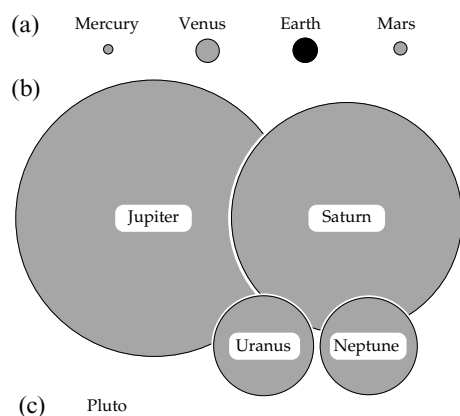 (a) Mercury Venus Earth Mars
(b)
Jupiter Saturn
Uranus Neptune
(c) Pluto